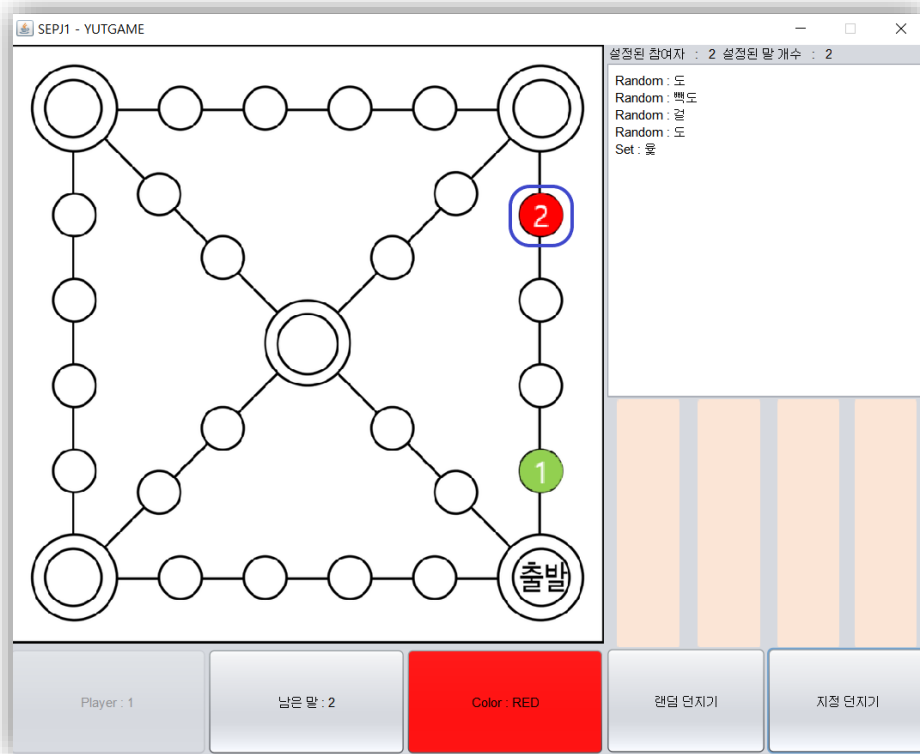 SEPJ1 - YUTGAME
설정된 참여자 : 2 설정된 말 개수 : 2
Random : 도
Random : 빽도
Random : 걸
Random : 도
Set : 윷
2
1
출발
Player : 1
남은 말 : 2
Color : RED
랜덤 던지기
지정 던지기